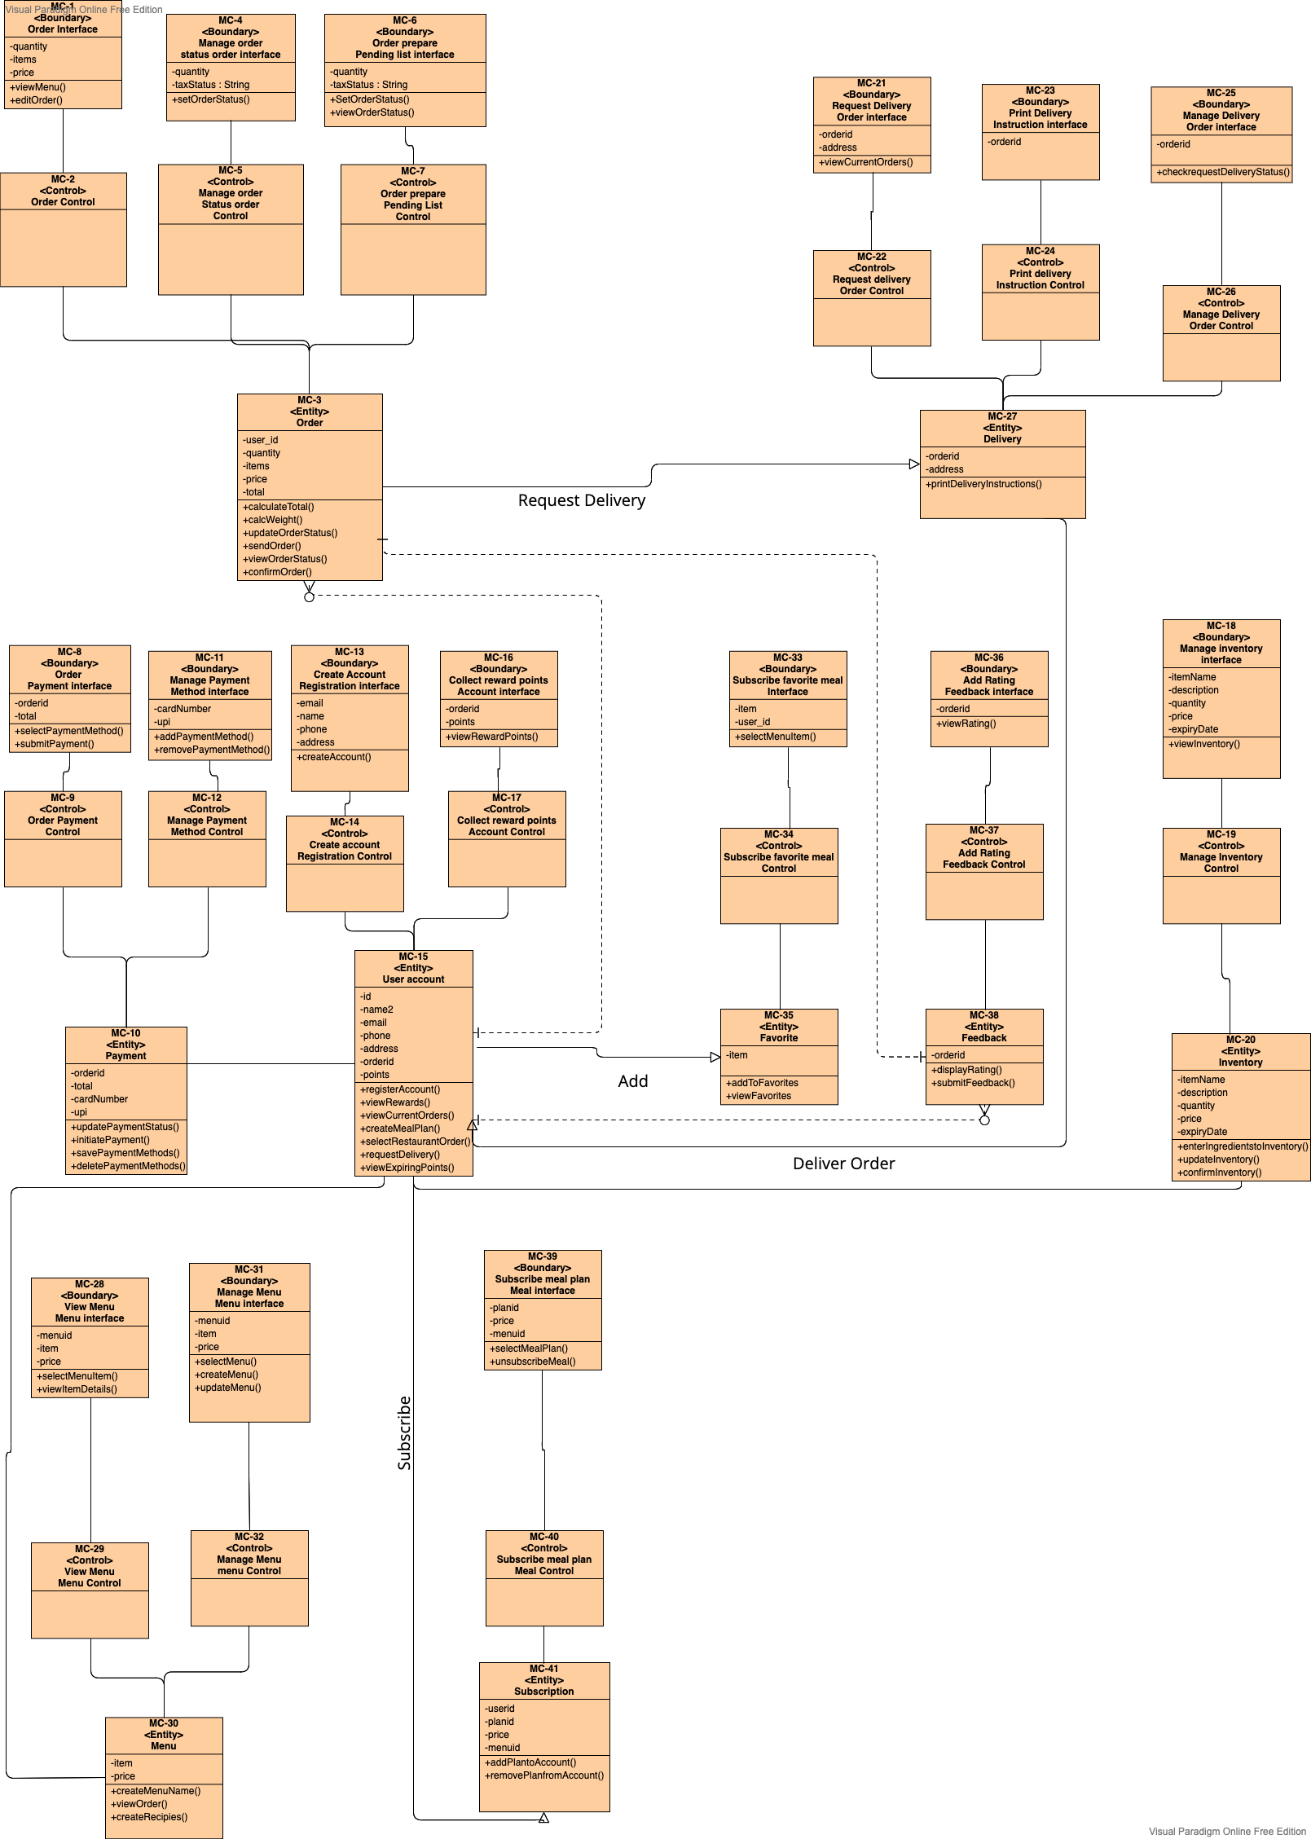 Visual Paradigm Online Free Edition
MC-1
<Boundary>
Order Interface
-quantity
-items
-price
+viewMenu()
+editOrder()
MC-4
<Boundary>
Manage order
status order interface
-quantity
-taxStatus : String
+setOrderStatus()
MC-6
<Boundary>
Order prepare
Pending list interface
-quantity
-taxStatus : String
+SetOrderStatus()
+viewOrderStatus()
MC-21
<Boundary>
Request Delivery
Order interface
-orderid
-address
+viewCurrentOrders()
MC-23
<Boundary>
Print Delivery
Instruction interface
-orderid
MC-25
<Boundary>
Manage Delivery
Order interface
-orderid
+checkrequestDeliveryStatus()
MC-2
<Control>
Order Control
MC-5
<Control>
Manage order
Status order
Control
MC-7
<Control>
Order prepare
Pending List
Control
MC-22
<Control>
Request delivery
Order Control
MC-24
<Control>
Print delivery
Instruction Control
MC-26
<Control>
Manage Delivery
Order Control
MC-3
<Entity>
Order
-user_id
-quantity
-items
-price
-total
+calculateTotal()
+calcWeight()
+updateOrderStatus()
+sendOrder()
+viewOrderStatus()
+confirmOrder()
Request Delivery
MC-27
<Entity>
Delivery
-orderid
-address
+printDeliveryInstructions()
MC-8
<Boundary>
Order
Payment interface
-orderid
-total
+selectPaymentMethod()
+submitPayment()
MC-11
<Boundary>
Manage Payment
Method interface
-cardNumber
-upi
+addPaymentMethod()
+removePaymentMethod()
MC-13
<Boundary>
Create Account
Registration interface
-email
-name
-phone
-address
+createAccount()
MC-16
<Boundary>
Collect reward points
Account interface
-orderid
-points
+viewRewardPoints()
MC-33
<Boundary>
Subscribe favorite meal
Interface
-item
-user_id
+selectMenuItem()
MC-36
<Boundary>
Add Rating
Feedback interface
-orderid
+viewRating()
MC-18
<Boundary>
Manage inventory
interface
-itemName
-description
-quantity
-price
-expiryDate
+viewInventory()
MC-9
<Control>
Order Payment
Control
MC-12
<Control>
Manage Payment
Method Control
MC-14
<Control>
Create account
Registration Control
MC-17
<Control>
Collect reward points
Account Control
MC-34
<Control>
Subscribe favorite meal
Control
MC-37
<Control>
Add Rating
Feedback Control
MC-19
<Control>
Manage Inventory
Control
MC-10
<Entity>
Payment
-orderid
-total
-cardNumber
-upi
+updatePaymentStatus()
+initiatePayment()
+savePaymentMethods()
+deletePaymentMethods()
MC-15
<Entity>
User account
-id
-name2
-email
-phone
-address
-orderid
-points
+registerAccount()
+viewRewards()
+viewCurrentOrders()
+createMealPlan()
+selectRestaurantOrder()
+requestDelivery()
+viewExpiringPoints()
Add
MC-35
<Entity>
Favorite
-item
+addToFavorites
+viewFavorites
MC-38
<Entity>
Feedback
-orderid
+displayRating()
+submitFeedback()
MC-20
<Entity>
Inventory
-itemName
-description
-quantity
-price
-expiryDate
+enterIngredientstoInventory()
+updateInventory()
+confirmInventory()
Deliver Order
MC-28
<Boundary>
View Menu
Menu interface
-menuid
-item
-price
+selectMenuItem()
+viewItemDetails()
MC-31
<Boundary>
Manage Menu
Menu interface
-menuid
-item
-price
+selectMenu()
+createMenu()
+updateMenu()
Subscribe
MC-39
<Boundary>
Subscribe meal plan
Meal interface
-planid
-price
-menuid
+selectMealPlan()
+unsubscribeMeal()
MC-29
<Control>
View Menu
Menu Control
MC-32
<Control>
Manage Menu
menu Control
MC-40
<Control>
Subscribe meal plan
Meal Control
MC-30
<Entity>
Menu
-item
-price
+createMenuName()
+viewOrder()
+createRecipies()
MC-41
<Entity>
Subscription
-userid
-planid
-price
-menuid
+addPlantoAccount()
+removePlanfromAccount()
Visual Paradigm Online Free Edition